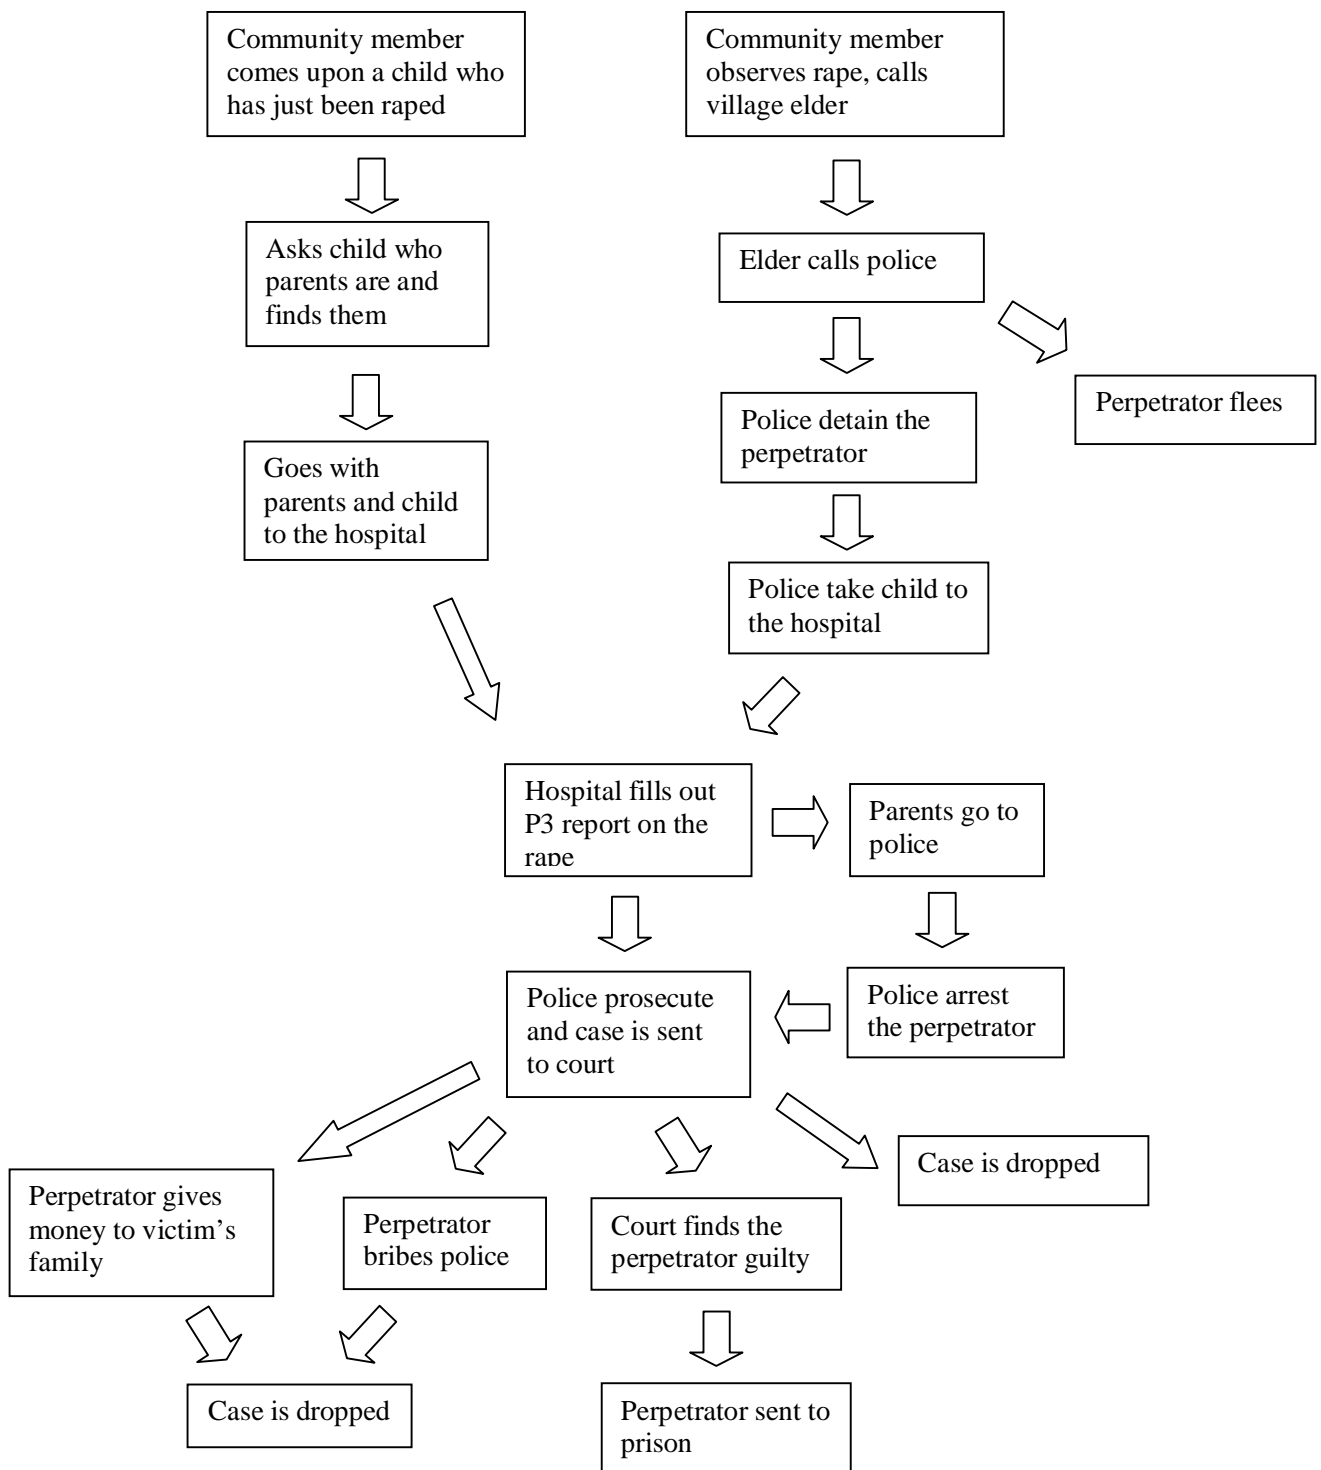 Community member
comes upon a child who
has just been raped
Community member
observes rape, calls
village elder
Asks child who
parents are and
finds them
Elder calls police
Perpetrator flees
Police detain the
perpetrator
Goes with
parents and child
to the hospital
Police take child to
the hospital
Hospital fills out
P3 report on the
rape
Parents go to
police
Police prosecute
and case is sent
to court
Police arrest
the perpetrator
Case is dropped
Perpetrator gives
money to victim's
family
Perpetrator
bribes police
Court finds the
perpetrator guilty
Case is dropped
Perpetrator sent to
prison